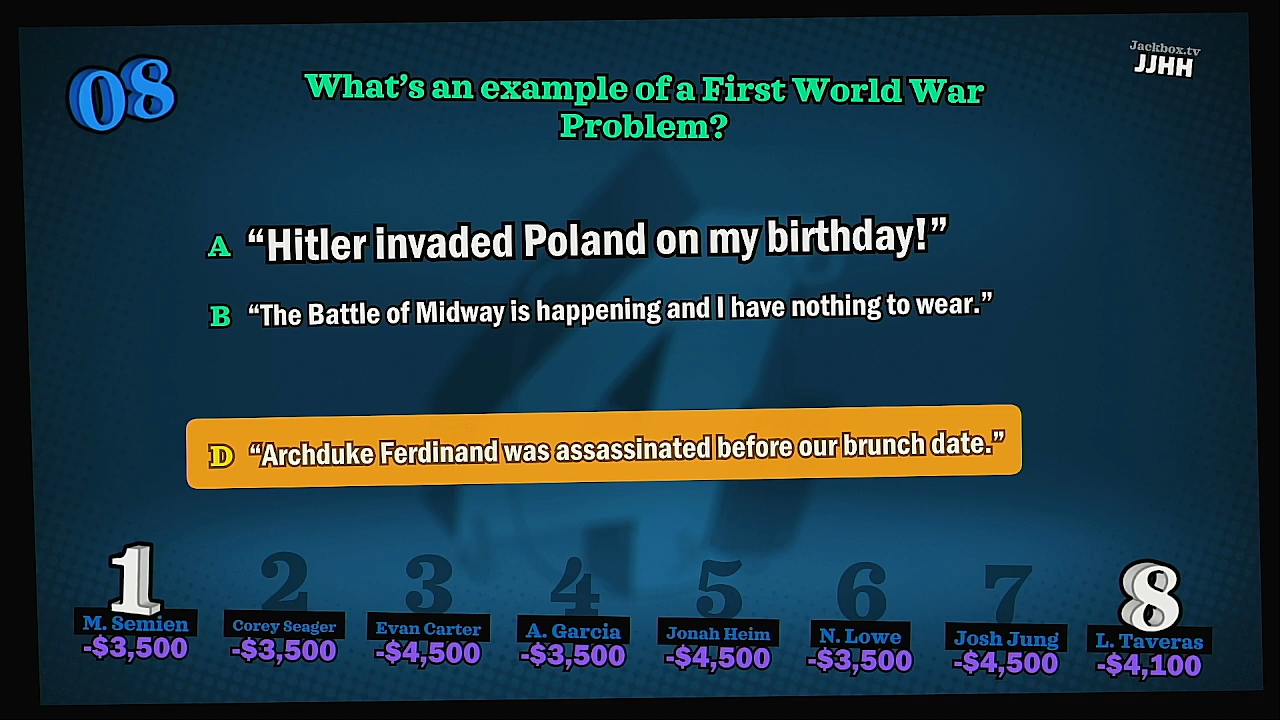 08
Jackbox.tv
JJHH
What's an example of a First World War
Problem?
A "Hitler invaded Poland on my birthday!"
B "The Battle of Midway is happening and I have nothing to wear."
D "Archduke Ferdinand was assassinated before our brunch date."
1 2 3 4 5 6 7 8
M. Semien Corey Seager Evan Carter A. Garcia Jonah Heim N. Lowe Josh Jung L. Taveras
-$3,500 -$3,500 -$4,500 -$3,500 -$4,500 -$3,500 -$4,500 -$4,100